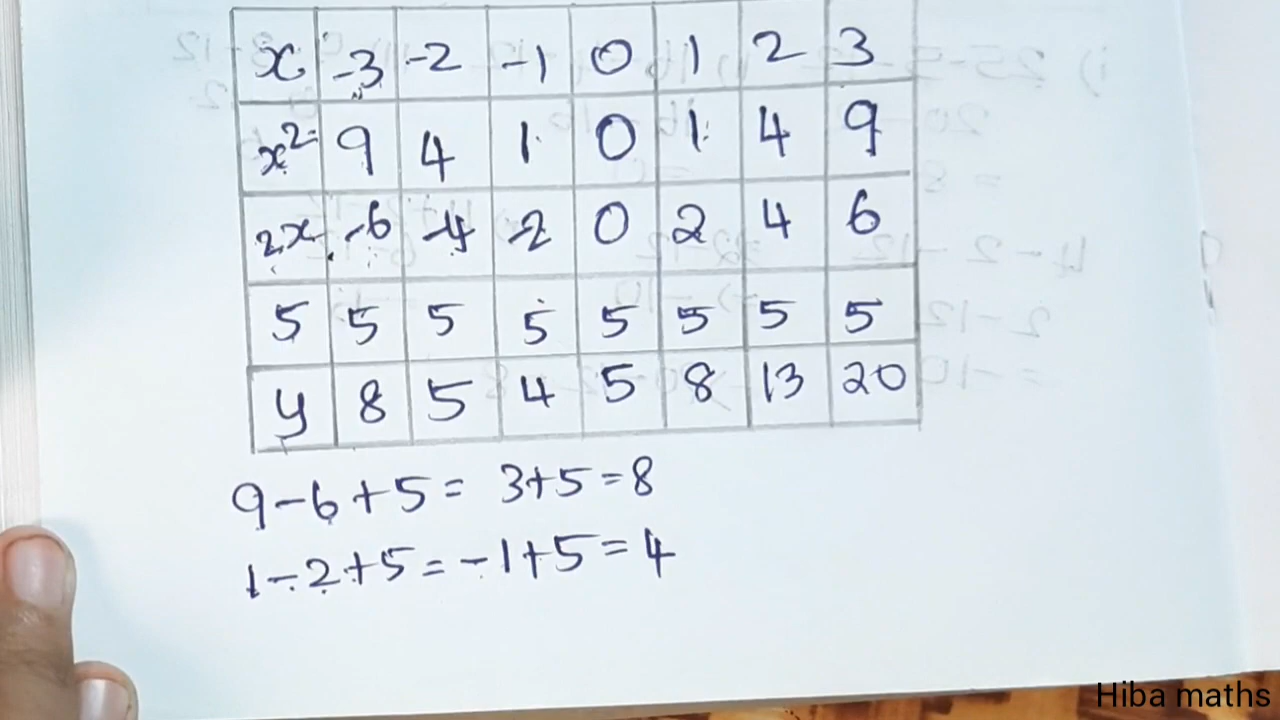 x -3 -2 -1 0 1 2 3
x² 9 4 1 0 1 4 9
2x -6 -4 -2 0 2 4 6
5 5 5 5 5 5 5 5
y 8 5 4 5 8 13 20
9-6+5= 3+5=8
1-2+5=-1+5=4
Hiba maths